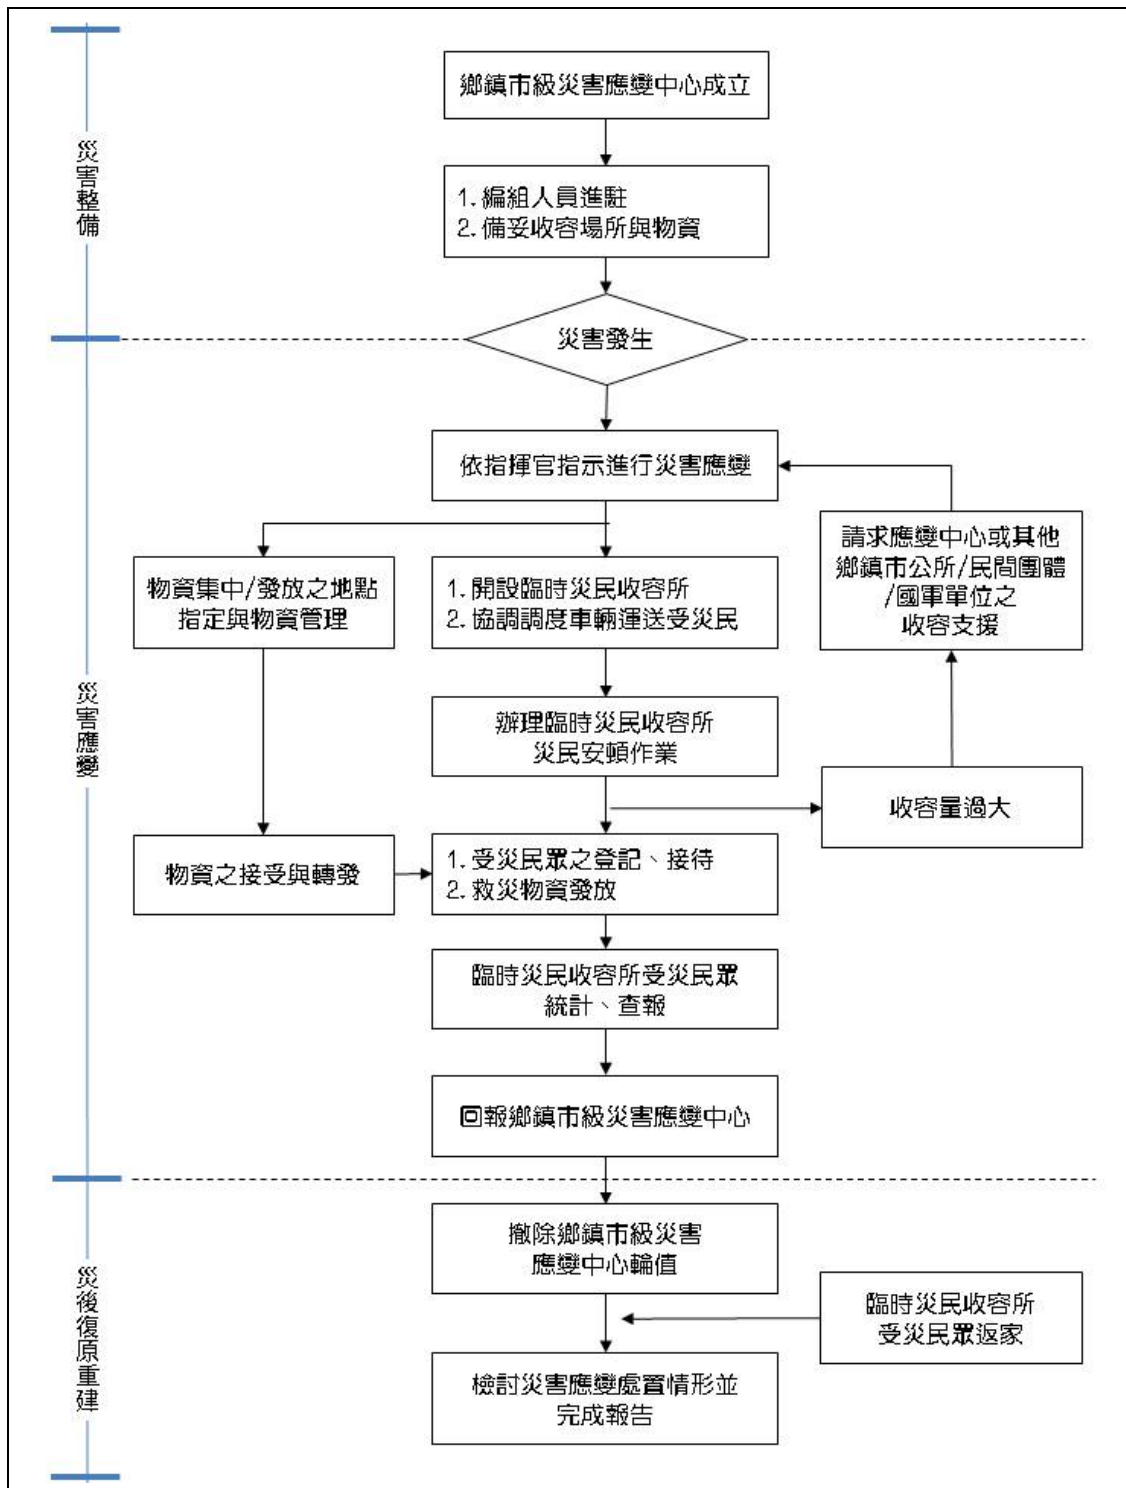 鄉鎮市級災害應變中心成立
災害整備
1. 編組人員進駐
2. 備妥收容場所與物資
災害發生
依指揮官指示進行災害應變
請求應變中心或其他
鄉鎮市公所/民間團體
/國軍單位之
收容支援
物資集中/發放之地點
指定與物資管理
1. 開設臨時災民收容所
2. 協調調度車輛運送受災民
災害應變
辦理臨時災民收容所
災民安頓作業
收容量過大
物資之接受與轉發
1. 受災民眾之登記、接待
2. 救災物資發放
臨時災民收容所受災民眾
統計、查報
回報鄉鎮市級災害應變中心
撤除鄉鎮市級災害
應變中心輪值
災後復原重建
臨時災民收容所
受災民眾返家
檢討災害應變處置情形並
完成報告